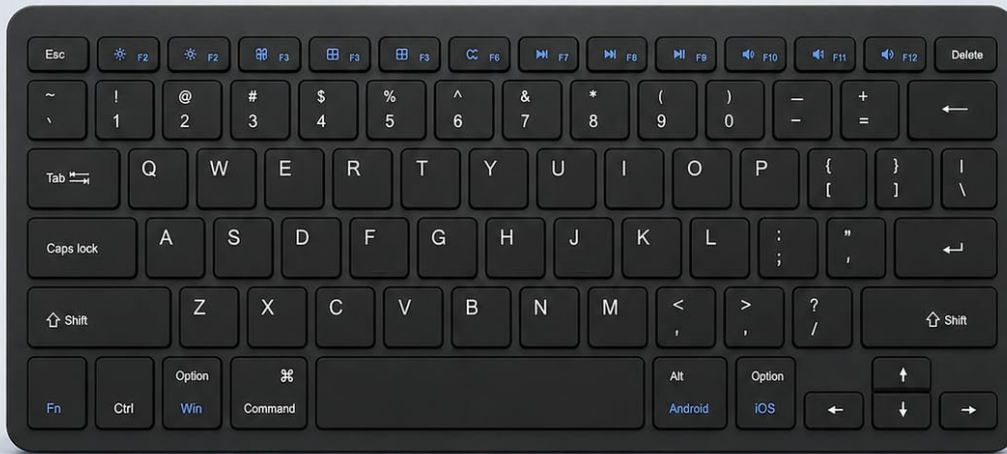 Esc F2 F2 F3 F3 F3 F6 F7 F8 F9 F10 F11 F12 Delete
~ ! @ # $ % ^ & * ( ) — +
` 1 2 3 4 5 6 7 8 9 0 – = ←
Tab Q W E R T Y U I O P { } |
[ ] \
Caps lock A S D F G H J K L : "
; ,
⇧ Shift Z X C V B N M < > ? ⇧ Shift
, , /
Option ⌘ Alt Option ↑
Fn Ctrl Win Command Android iOS ← ↓ →